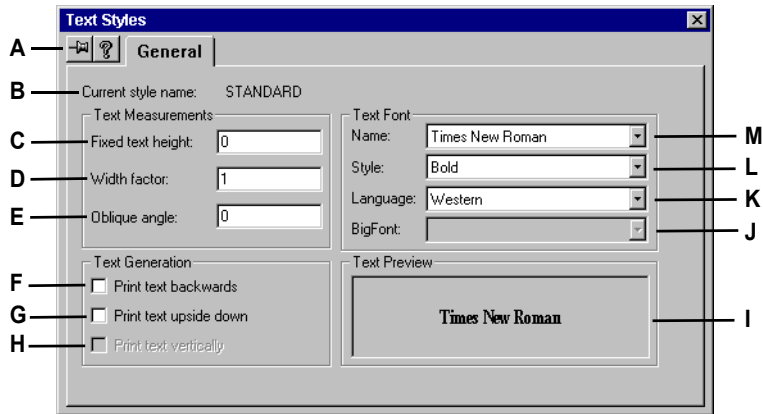 Text Styles
A
General
B
Current style name: STANDARD
Text Measurements
C
Fixed text height: 0
D
Width factor: 1
E
Oblique angle: 0
Text Font
Name: Times New Roman
M
Style: Bold
L
Language: Western
K
BigFont:
J
Text Generation
F
Print text backwards
G
Print text upside down
H
Print text vertically
Text Preview
Times New Roman
I